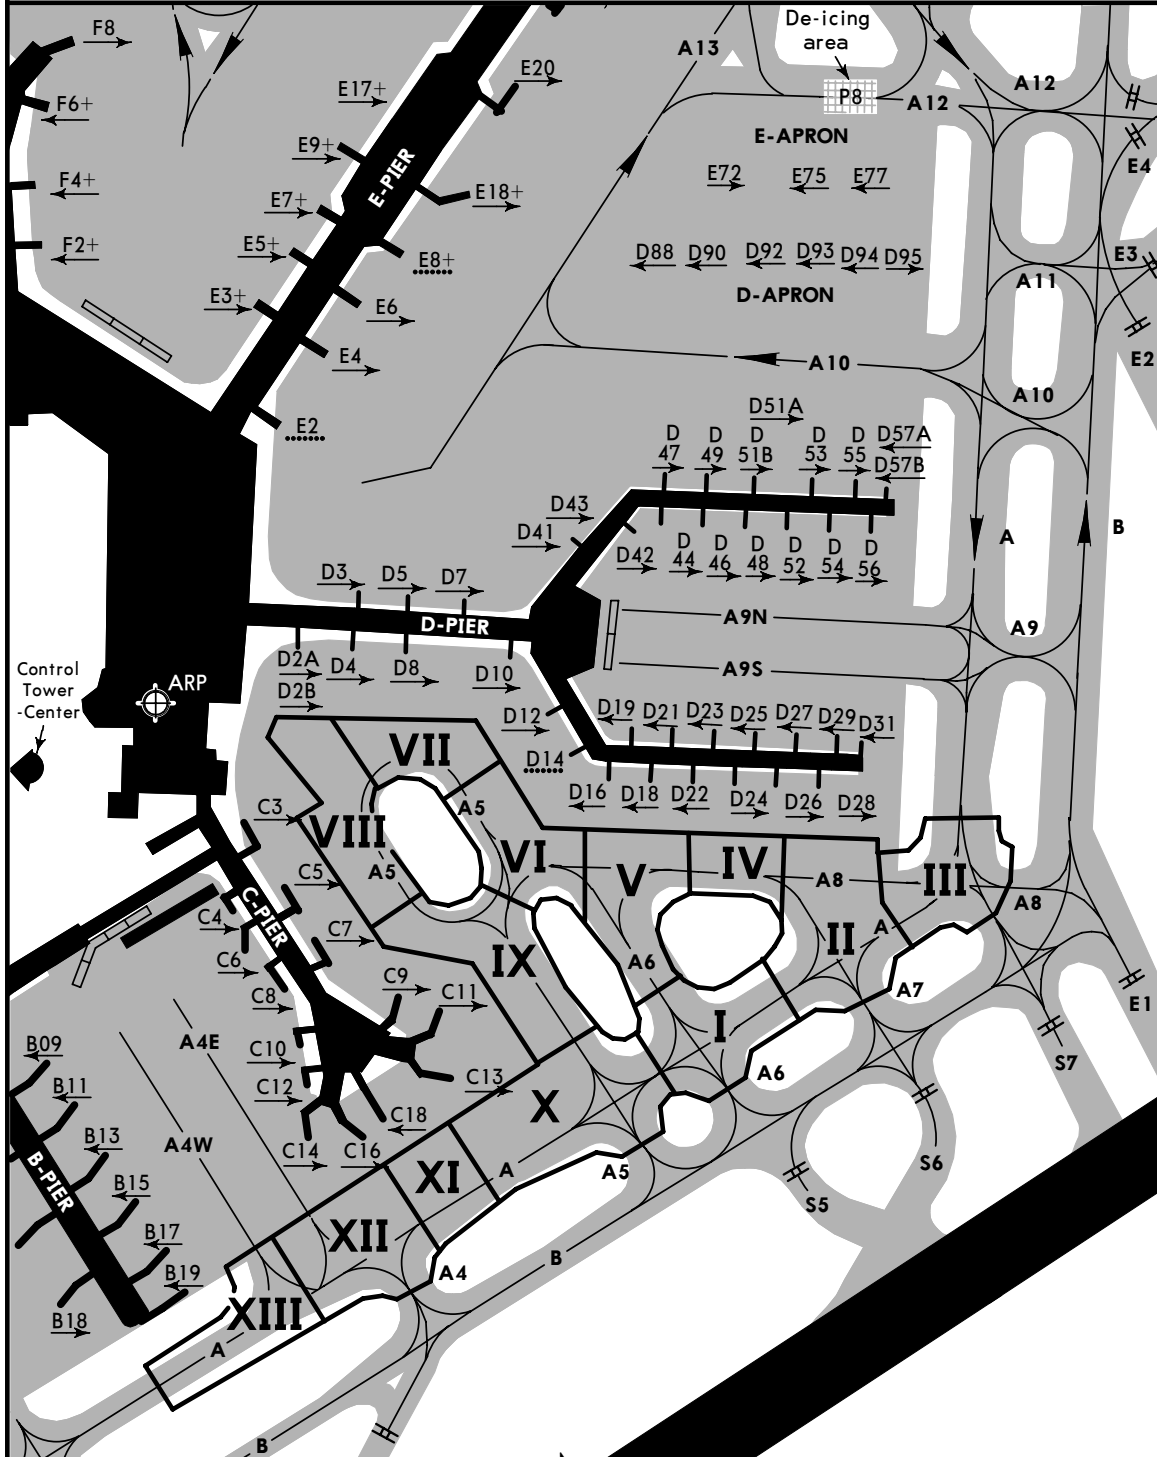 F8
F6+
F4+
F2+
E17+
E9+
E7+
E5+
E3+
E-PIER
E20
E18+
E8+
E6
E4
E2
A13
De-icing
area
P8
A12
A12
E-APRON
E72
E75
E77
D88
D90
D92
D93
D94
D95
D-APRON
E4
E3
E2
A11
A10
A10
D51A
D
47
D
49
D
51B
D
53
D
55
D57A
D57B
D43
D41
D42
D
44
D
46
D
48
D
52
D
54
D
56
A
B
D3
D5
D7
D-PIER
A9N
A9S
A9
D2A
D2B
D4
D8
D10
D12
D14
D19
D21
D23
D25
D27
D29
D31
D16
D18
D22
D24
D26
D28
Control
Tower
-Center
ARP
VII
VIII
A5
A5
VI
V
IV
A8
III
A8
C3
C5
C-PIER
C4
C6
C7
C8
C9
C11
C10
C12
C13
C14
C16
C18
IX
A6
II
A
A7
I
A6
E1
S7
S6
S5
A4E
A4W
B09
B11
B13
B15
B17
B19
B18
B-PIER
X
XI
XII
XIII
A
A5
A4
B
A
B